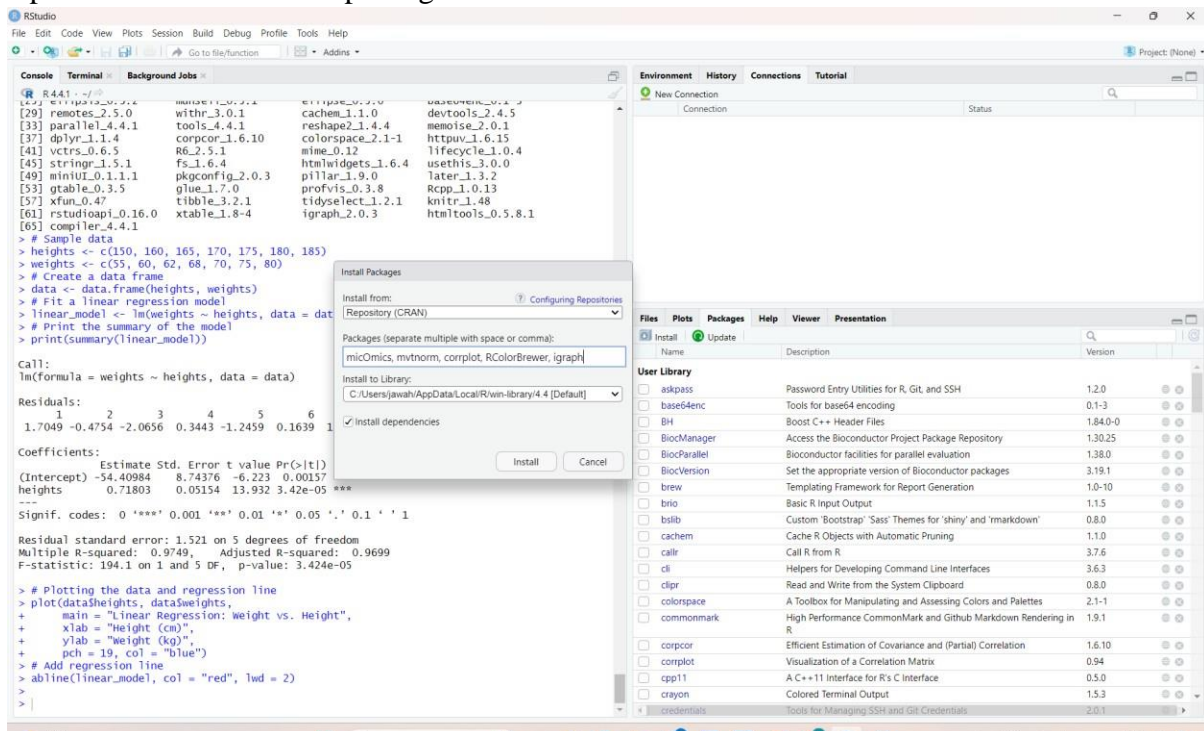 RStudio
File Edit Code View Plots Session Build Debug Profile Tools Help
Go to file/function Addins Project: (None)
Console Terminal Background Jobs
R 4.4.1 · ~/
[29] remotes_2.5.0 withr_3.0.1 cachem_1.1.0 devtools_2.4.5
[33] parallel_4.4.1 tools_4.4.1 reshape2_1.4.4 memoise_2.0.1
[37] dplyr_1.1.4 corpcor_1.6.10 colorspace_2.1-1 httpuv_1.6.15
[41] vctrs_0.6.5 R6_2.5.1 mime_0.12 lifecycle_1.0.4
[45] stringr_1.5.1 fs_1.6.4 htmlwidgets_1.6.4 usethis_3.0.0
[49] miniUI_0.1.1.1 pkgconfig_2.0.3 pillar_1.9.0 later_1.3.2
[53] gtable_0.3.5 glue_1.7.0 profvis_0.3.8 Rcpp_1.0.13
[57] xfun_0.47 tibble_3.2.1 tidyselect_1.2.1 knitr_1.48
[61] rstudioapi_0.16.0 xtable_1.8-4 igraph_2.0.3 htmltools_0.5.8.1
[65] compiler_4.4.1
> # Sample data
> heights <- c(150, 160, 165, 170, 175, 180, 185)
> weights <- c(55, 60, 62, 68, 70, 75, 80)
> # Create a data frame
> data <- data.frame(heights, weights)
> # Fit a linear regression model
> linear_model <- lm(weights ~ heights, data = dat
> # Print the summary of the model
> print(summary(linear_model))
Call:
lm(formula = weights ~ heights, data = data)
Residuals:
1 2 3 4 5 6
1.7049 -0.4754 -2.0656 0.3443 -1.2459 0.1639 1
Coefficients:
Estimate Std. Error t value Pr(>|t|)
(Intercept) -54.40984 8.74376 -6.223 0.00157
heights 0.71803 0.05154 13.932 3.42e-05 ***
---
Signif. codes: 0 '***' 0.001 '**' 0.01 '*' 0.05 '.' 0.1 ' ' 1
Residual standard error: 1.521 on 5 degrees of freedom
Multiple R-squared: 0.9749, Adjusted R-squared: 0.9699
F-statistic: 194.1 on 1 and 5 DF, p-value: 3.424e-05
> # Plotting the data and regression line
> plot(data$heights, data$weights,
+ main = "Linear Regression: Weight vs. Height",
+ xlab = "Height (cm)",
+ ylab = "Weight (kg)",
+ pch = 19, col = "blue")
> # Add regression line
> abline(linear_model, col = "red", lwd = 2)
>
>
Install Packages
Install from: Configuring Repositories
Repository (CRAN)
Packages (separate multiple with space or comma):
micOmics, mvtnorm, corrplot, RColorBrewer, igraph
Install to Library:
C:/Users/jawah/AppData/Local/R/win-library/4.4 [Default]
Install dependencies
Install Cancel
Environment History Connections Tutorial
New Connection
Connection Status
Files Plots Packages Help Viewer Presentation
Install Update
Name Description Version
User Library
askpass Password Entry Utilities for R, Git, and SSH 1.2.0
base64enc Tools for base64 encoding 0.1-3
BH Boost C++ Header Files 1.84.0-0
BiocManager Access the Bioconductor Project Package Repository 1.30.25
BiocParallel Bioconductor facilities for parallel evaluation 1.38.0
BiocVersion Set the appropriate version of Bioconductor packages 3.19.1
brew Templating Framework for Report Generation 1.0-10
brio Basic R Input Output 1.1.5
bslib Custom 'Bootstrap' 'Sass' Themes for 'shiny' and 'rmarkdown' 0.8.0
cachem Cache R Objects with Automatic Pruning 1.1.0
callr Call R from R 3.7.6
cli Helpers for Developing Command Line Interfaces 3.6.3
clipr Read and Write from the System Clipboard 0.8.0
colorspace A Toolbox for Manipulating and Assessing Colors and Palettes 2.1-1
commonmark High Performance CommonMark and Github Markdown Rendering in 1.9.1
R
corpcor Efficient Estimation of Covariance and (Partial) Correlation 1.6.10
corrplot Visualization of a Correlation Matrix 0.94
cpp11 A C++11 Interface for R's C Interface 0.5.0
crayon Colored Terminal Output 1.5.3
credentials Tools for Managing SSH and Git Credentials 2.0.1